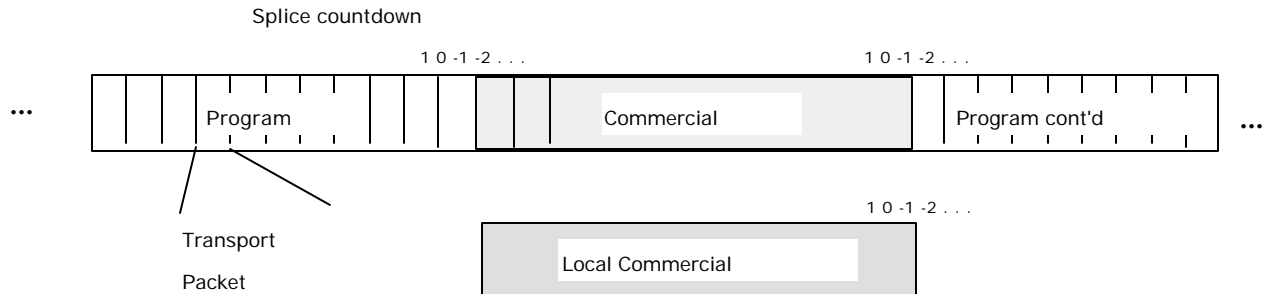 Splice countdown
1 0 -1 -2 . . .
1 0 -1 -2 . . .
...
Program
Commercial
Program cont'd
...
1 0 -1 -2 . . .
Transport
Packet
Local Commercial